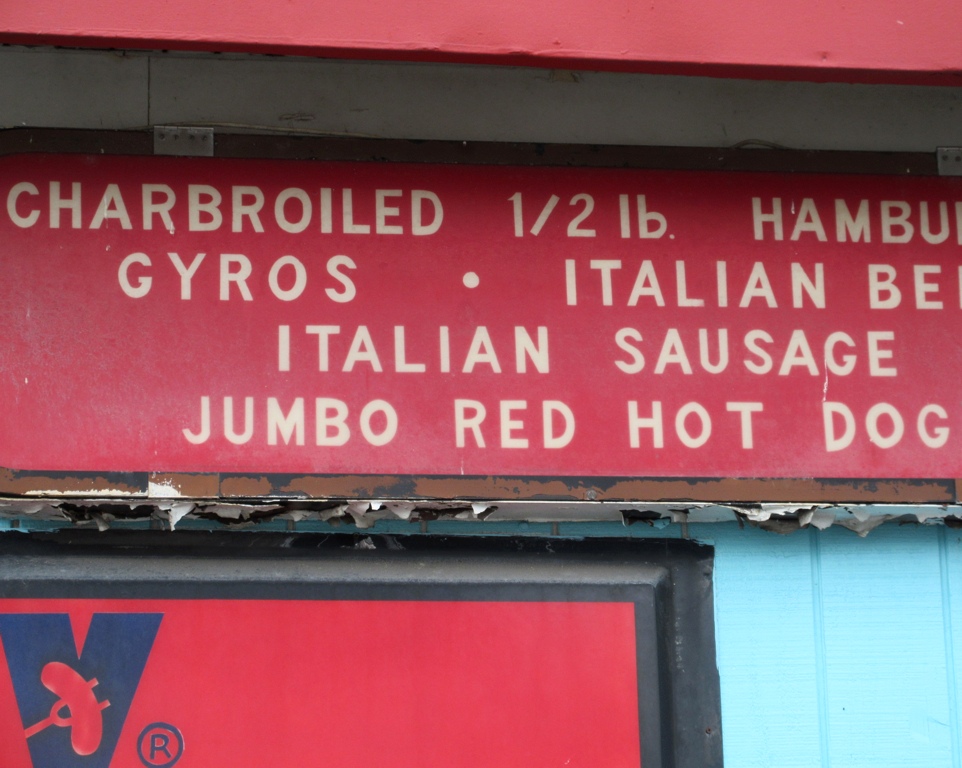 CHARBROILED 1/2 lb. HAMBU
GYROS • ITALIAN BE
ITALIAN SAUSAGE
JUMBO RED HOT DOG
V
®